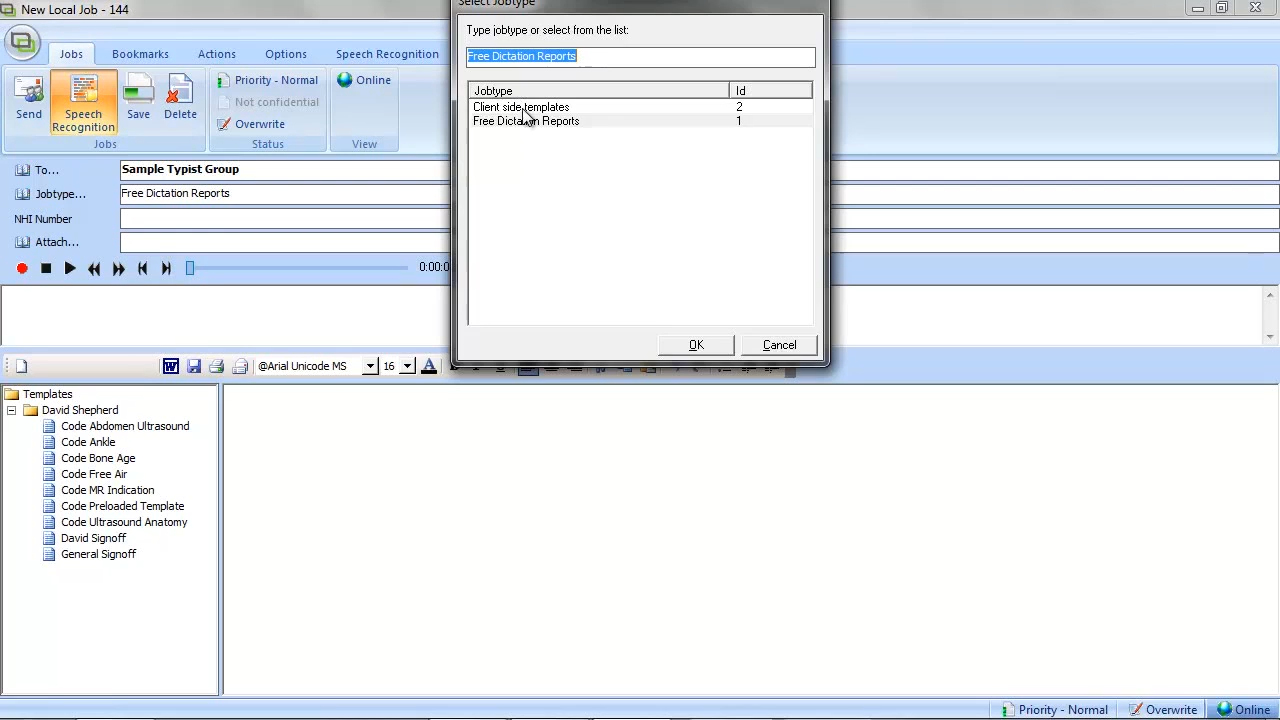 New Local Job - 144
Select Jobtype
Jobs
Bookmarks
Actions
Options
Speech Recognition
Send
Speech
Recognition
Save
Delete
Jobs
Priority - Normal
Not confidential
Overwrite
Status
Online
View
Type jobtype or select from the list:
Free Dictation Reports
Jobtype
Id
Client side templates
2
Free Dictation Reports
1
OK
Cancel
To...
Sample Typist Group
Jobtype...
Free Dictation Reports
NHI Number
Attach...
0:00:0
@Arial Unicode MS
16
A
Templates
David Shepherd
Code Abdomen Ultrasound
Code Ankle
Code Bone Age
Code Free Air
Code MR Indication
Code Preloaded Template
Code Ultrasound Anatomy
David Signoff
General Signoff
Priority - Normal
Overwrite
Online